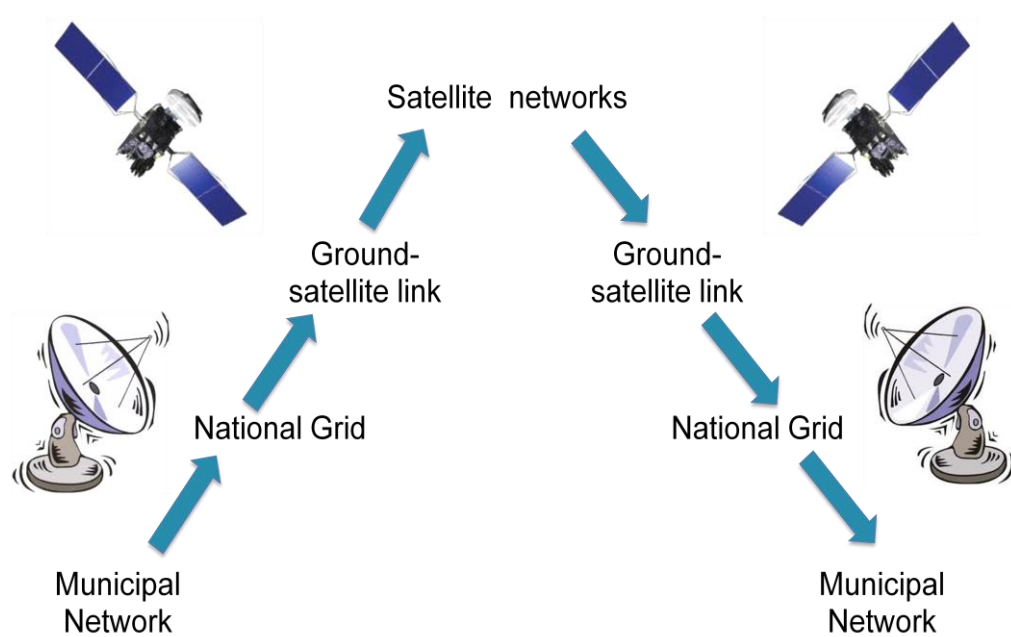 Satellite networks
Ground-
satellite link
Ground-
satellite link
National Grid
National Grid
Municipal
Network
Municipal
Network